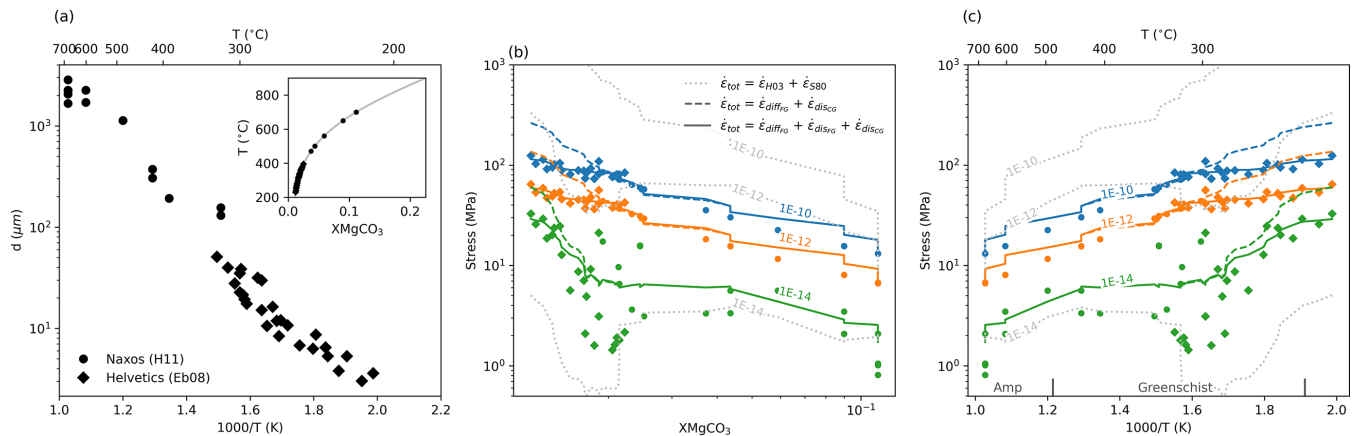 (a)
T (°C)
700 600 500 400 300 200
10³
10²
10¹
d (μm)
1.0 1.2 1.4 1.6 1.8 2.0 2.2
1000/T (K)
Naxos (H11)
Helvetics (Eb08)
800
600
400
200
T (°C)
0.0 0.1 0.2
XMgCO₃
(b)
10³
10²
10¹
10⁰
Stress (MPa)
10⁻¹
XMgCO₃
ε̇tot = ε̇H03 + ε̇S80
ε̇tot = ε̇diffFG + ε̇disCG
ε̇tot = ε̇diffFG + ε̇disFG + ε̇disCG
1E-10
1E-12
1E-10
1E-12
1E-14
1E-14
(c)
T (°C)
700 600 500 400 300
10³
10²
10¹
10⁰
Stress (MPa)
1E-10
1E-12
1E-10
1E-12
1E-14
1E-14
Amp
Greenschist
1.0 1.2 1.4 1.6 1.8 2.0
1000/T (K)